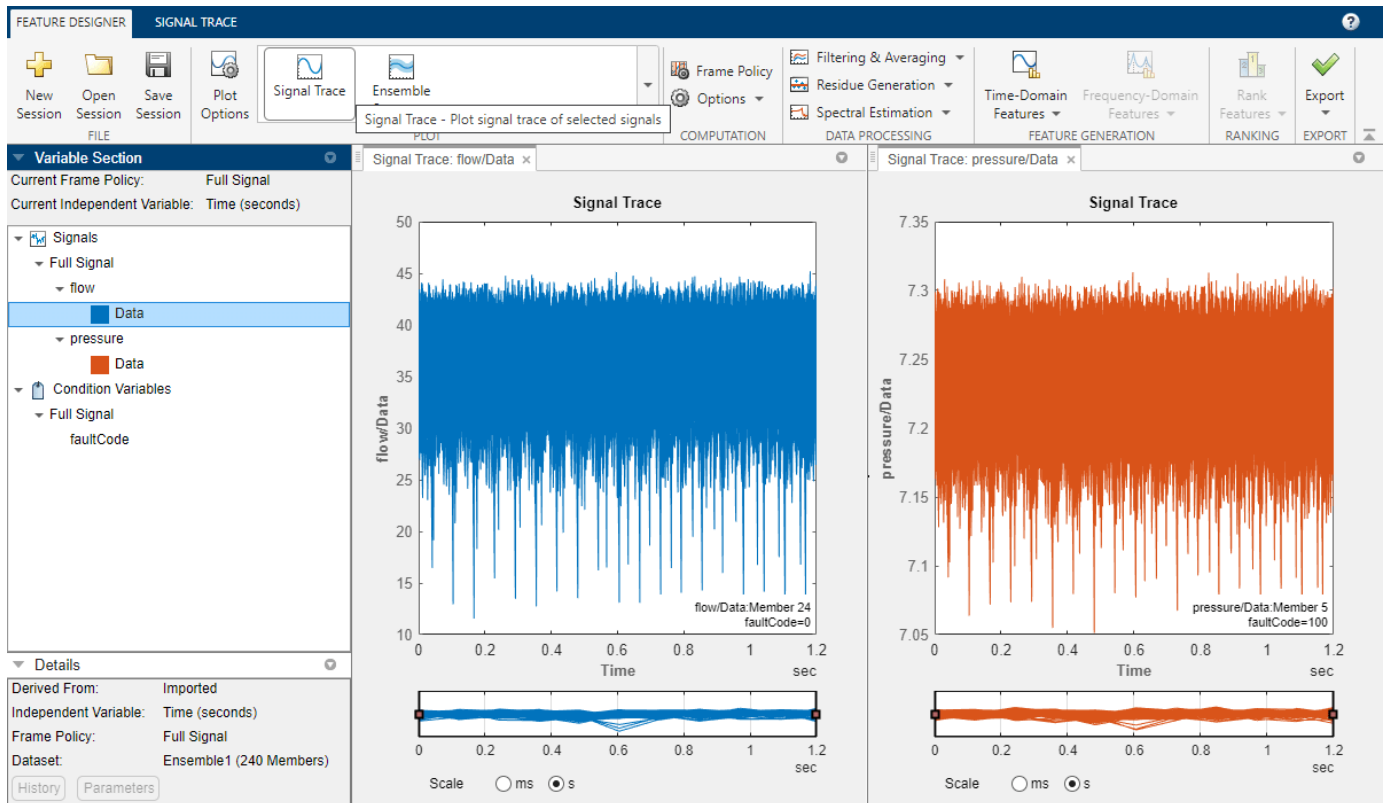 FEATURE DESIGNER SIGNAL TRACE
?
New Session
Open Session
Save Session
FILE
Plot Options
Signal Trace
Ensemble
Signal Trace - Plot signal trace of selected signals
PLOT
Frame Policy
Options
COMPUTATION
Filtering & Averaging
Residue Generation
Spectral Estimation
DATA PROCESSING
Time-Domain Features
Frequency-Domain Features
FEATURE GENERATION
Rank Features
RANKING
Export
EXPORT
Variable Section
Current Frame Policy: Full Signal
Current Independent Variable: Time (seconds)
Signals
Full Signal
flow
Data
pressure
Data
Condition Variables
Full Signal
faultCode
Details
Derived From: Imported
Independent Variable: Time (seconds)
Frame Policy: Full Signal
Dataset: Ensemble1 (240 Members)
History Parameters
Signal Trace: flow/Data ×
Signal Trace
50
45
40
35
30
25
20
15
10
flow/Data
flow/Data:Member 24
faultCode=0
0 0.2 0.4 0.6 0.8 1 1.2
Time sec
0 0.2 0.4 0.6 0.8 1 1.2
sec
Scale ms s
Signal Trace: pressure/Data ×
Signal Trace
7.35
7.3
7.25
7.2
7.15
7.1
7.05
pressure/Data
pressure/Data:Member 5
faultCode=100
0 0.2 0.4 0.6 0.8 1 1.2
Time sec
0 0.2 0.4 0.6 0.8 1 1.2
sec
Scale ms s